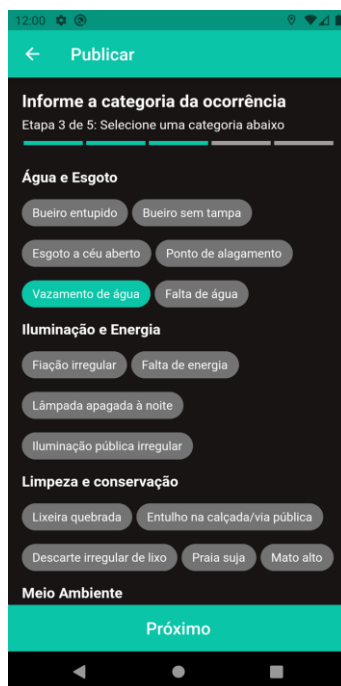 12:00
Publicar
Informe a categoria da ocorrência
Etapa 3 de 5: Selecione uma categoria abaixo
Água e Esgoto
Bueiro entupido Bueiro sem tampa
Esgoto a céu aberto Ponto de alagamento
Vazamento de água Falta de água
Iluminação e Energia
Fiação irregular Falta de energia
Lâmpada apagada à noite
Iluminação pública irregular
Limpeza e conservação
Lixeira quebrada Entulho na calçada/via pública
Descarte irregular de lixo Praia suja Mato alto
Meio Ambiente
Próximo